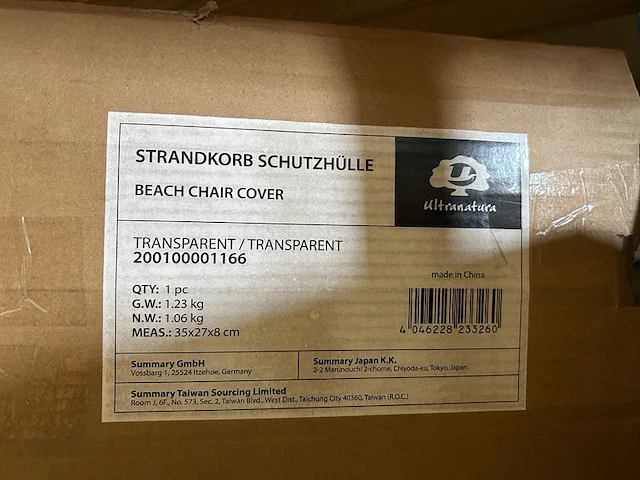 STRANDKORB SCHUTZHÜLLE
BEACH CHAIR COVER
Ultranatura
TRANSPARENT / TRANSPARENT
200100001166
made in China
QTY: 1 pc
G.W.: 1.23 kg
N.W.: 1.06 kg
MEAS.: 35x27x8 cm
4 046228 233260
Summary GmbH
Vossbarg 1, 25524 Itzehoe, Germany
Summary Japan K.K.
2-2 Marunouchi 2-chome, Chiyoda-ku, Tokyo, Japan
Summary Taiwan Sourcing Limited
Room J, 6F., No. 573, Sec. 2, Taiwan Blvd., West Dist., Taichung City 40360, Taiwan (R.O.C.)